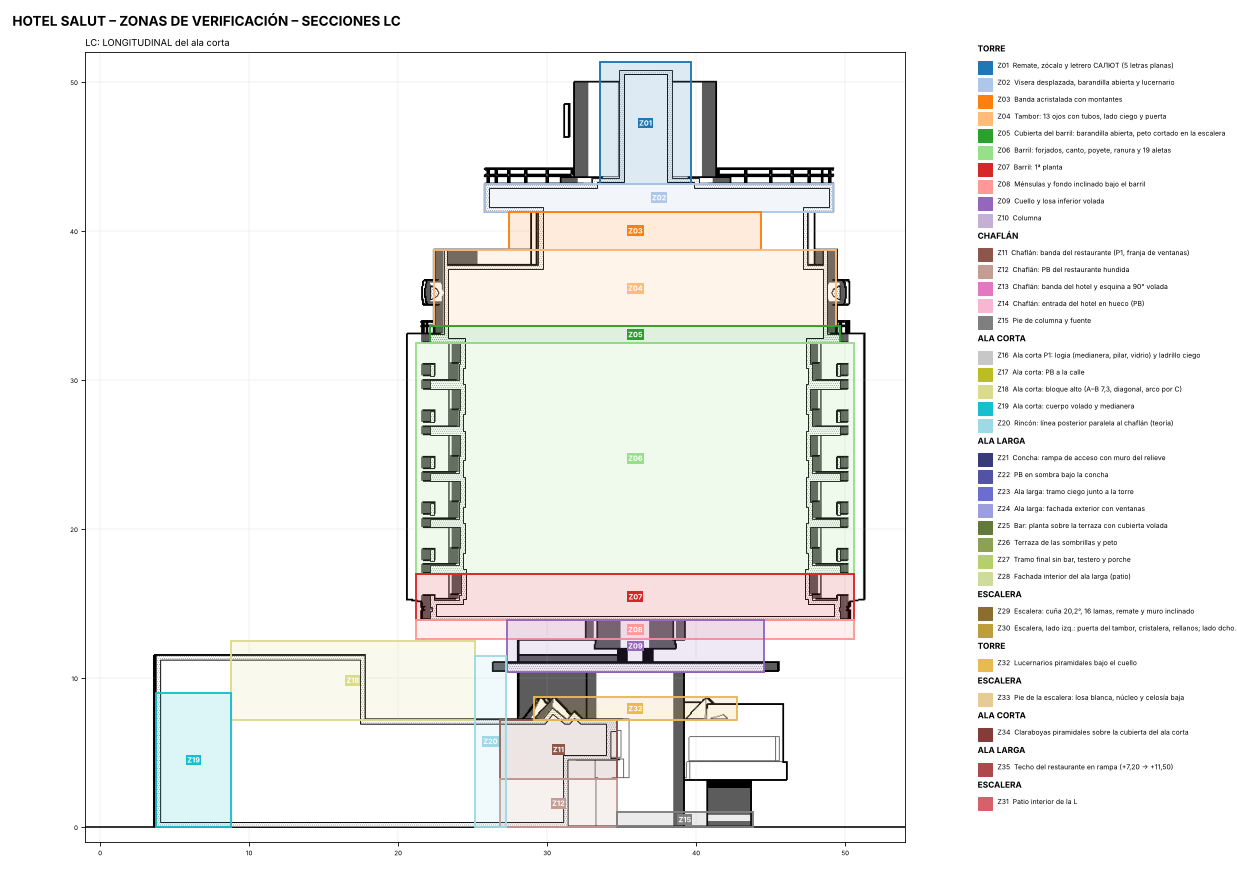 HOTEL SALUT – ZONAS DE VERIFICACIÓN – SECCIONES LC
LC: LONGITUDINAL del ala corta
50
40
30
20
10
0
0
10
20
30
40
50
Z01
Z02
Z03
Z04
Z05
Z06
Z07
Z08
Z09
Z18
Z32
Z20
Z11
Z19
Z12
Z15
TORRE
Z01 Remate, zócalo y letrero САЛЮТ (5 letras planas)
Z02 Visera desplazada, barandilla abierta y lucernario
Z03 Banda acristalada con montantes
Z04 Tambor: 13 ojos con tubos, lado ciego y puerta
Z05 Cubierta del barril: barandilla abierta, peto cortado en la escalera
Z06 Barril: forjados, canto, poyete, ranura y 19 aletas
Z07 Barril: 1ª planta
Z08 Ménsulas y fondo inclinado bajo el barril
Z09 Cuello y losa inferior volada
Z10 Columna
CHAFLÁN
Z11 Chaflán: banda del restaurante (P1, franja de ventanas)
Z12 Chaflán: PB del restaurante hundida
Z13 Chaflán: banda del hotel y esquina a 90° volada
Z14 Chaflán: entrada del hotel en hueco (PB)
Z15 Pie de columna y fuente
ALA CORTA
Z16 Ala corta P1: logia (medianera, pilar, vidrio) y ladrillo ciego
Z17 Ala corta: PB a la calle
Z18 Ala corta: bloque alto (A–B 7,3, diagonal, arco por C)
Z19 Ala corta: cuerpo volado y medianera
Z20 Rincón: línea posterior paralela al chaflán (teoría)
ALA LARGA
Z21 Concha: rampa de acceso con muro del relieve
Z22 PB en sombra bajo la concha
Z23 Ala larga: tramo ciego junto a la torre
Z24 Ala larga: fachada exterior con ventanas
Z25 Bar: planta sobre la terraza con cubierta volada
Z26 Terraza de las sombrillas y peto
Z27 Tramo final sin bar, testero y porche
Z28 Fachada interior del ala larga (patio)
ESCALERA
Z29 Escalera: cuña 20,2°, 16 lamas, remate y muro inclinado
Z30 Escalera, lado izq.: puerta del tambor, cristalera, rellanos; lado dcho.
TORRE
Z32 Lucernarios piramidales bajo el cuello
ESCALERA
Z33 Pie de la escalera: losa blanca, núcleo y celosía baja
ALA CORTA
Z34 Claraboyas piramidales sobre la cubierta del ala corta
ALA LARGA
Z35 Techo del restaurante en rampa (+7,20 → +11,50)
ESCALERA
Z31 Patio interior de la L